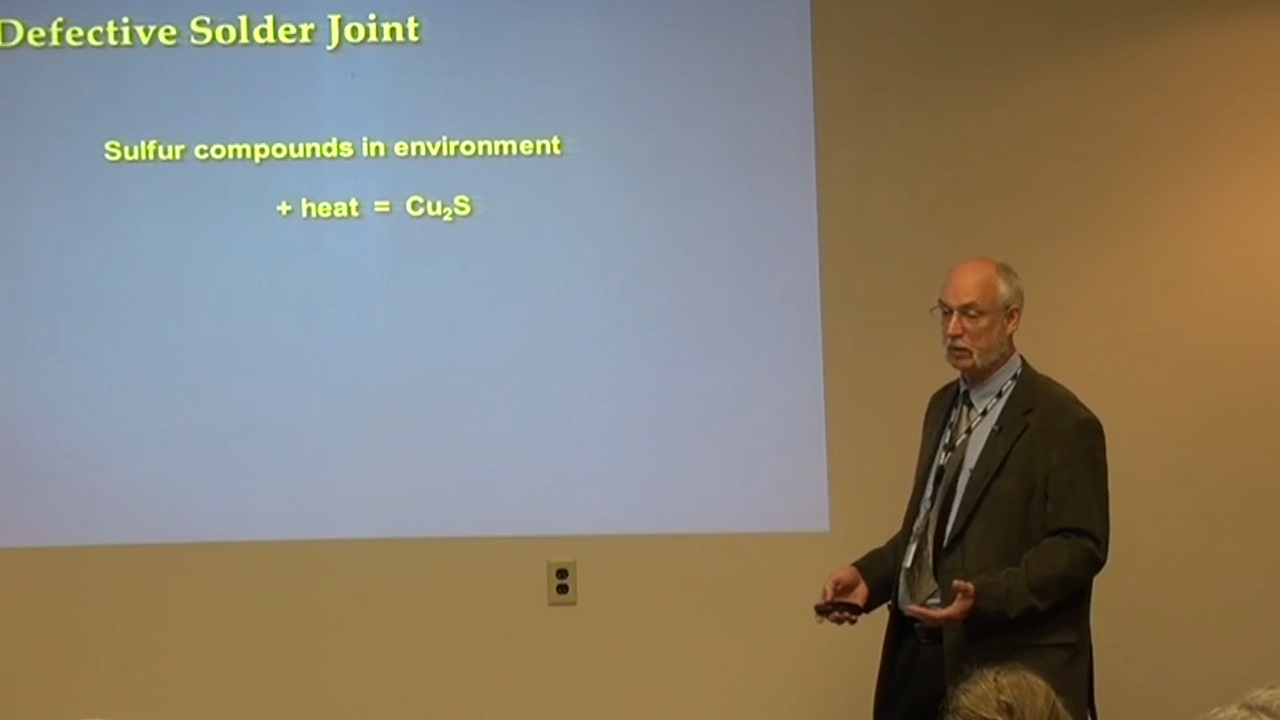 Defective Solder Joint
Sulfur compounds in environment
+ heat = Cu₂S